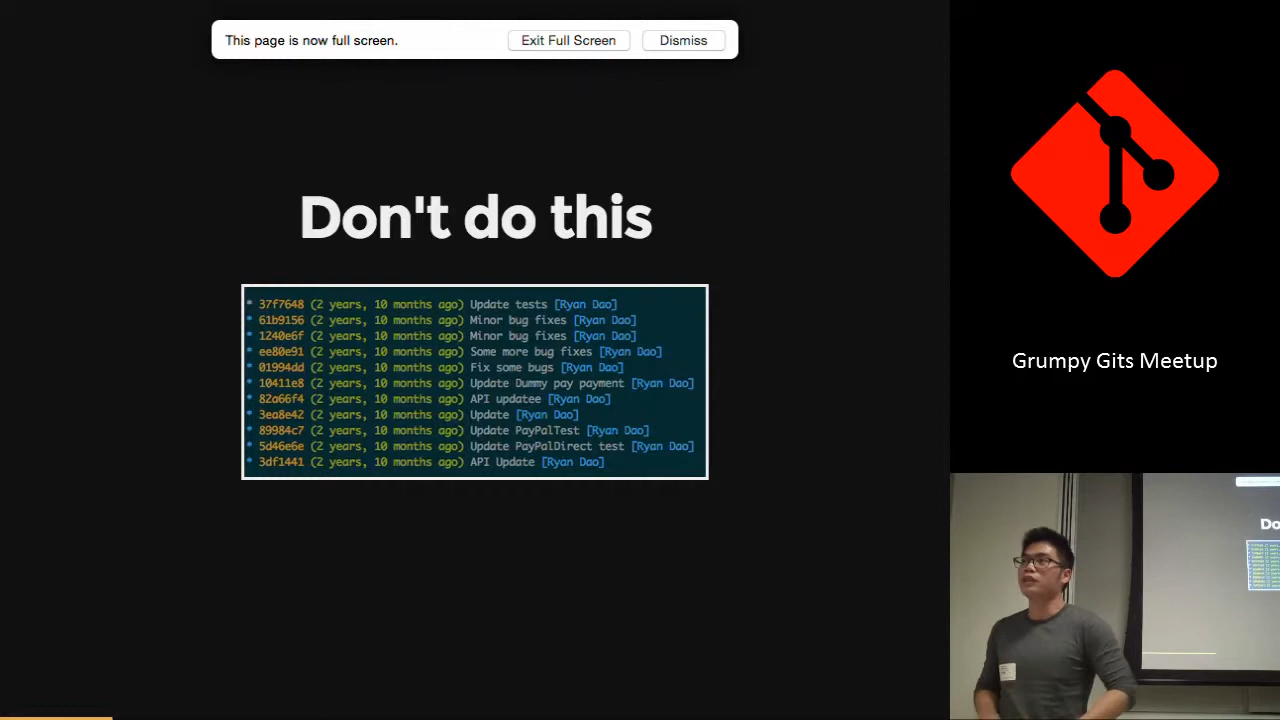 This page is now full screen.
Exit Full Screen
Dismiss
Don't do this
* 37f7648 (2 years, 10 months ago) Update tests [Ryan Dao]
* 61b9156 (2 years, 10 months ago) Minor bug fixes [Ryan Dao]
* 1240e6f (2 years, 10 months ago) Minor bug fixes [Ryan Dao]
* ee80e91 (2 years, 10 months ago) Some more bug fixes [Ryan Dao]
* 01994dd (2 years, 10 months ago) Fix some bugs [Ryan Dao]
* 10411e8 (2 years, 10 months ago) Update Dummy pay payment [Ryan Dao]
* 82a66f4 (2 years, 10 months ago) API updatee [Ryan Dao]
* 3ea8e42 (2 years, 10 months ago) Update [Ryan Dao]
* 89984c7 (2 years, 10 months ago) Update PayPalTest [Ryan Dao]
* 5d46e6e (2 years, 10 months ago) Update PayPalDirect test [Ryan Dao]
* 3df1441 (2 years, 10 months ago) API Update [Ryan Dao]
Grumpy Gits Meetup
Do